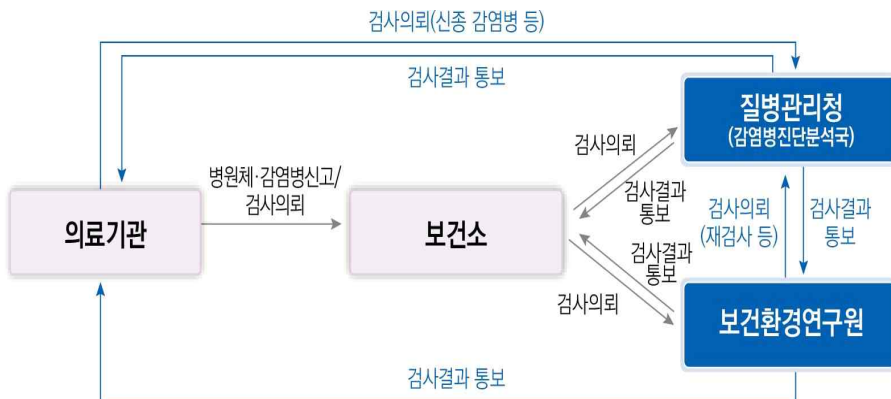 검사의뢰(신종 감염병 등)
검사결과 통보
질병관리청
(감염병진단분석국)
병원체·감염병신고/
검사의뢰
의료기관
보건소
검사의뢰
검사결과
통보
검사의뢰
(재검사 등)
검사결과
통보
검사결과
통보
검사의뢰
보건환경연구원
검사결과 통보